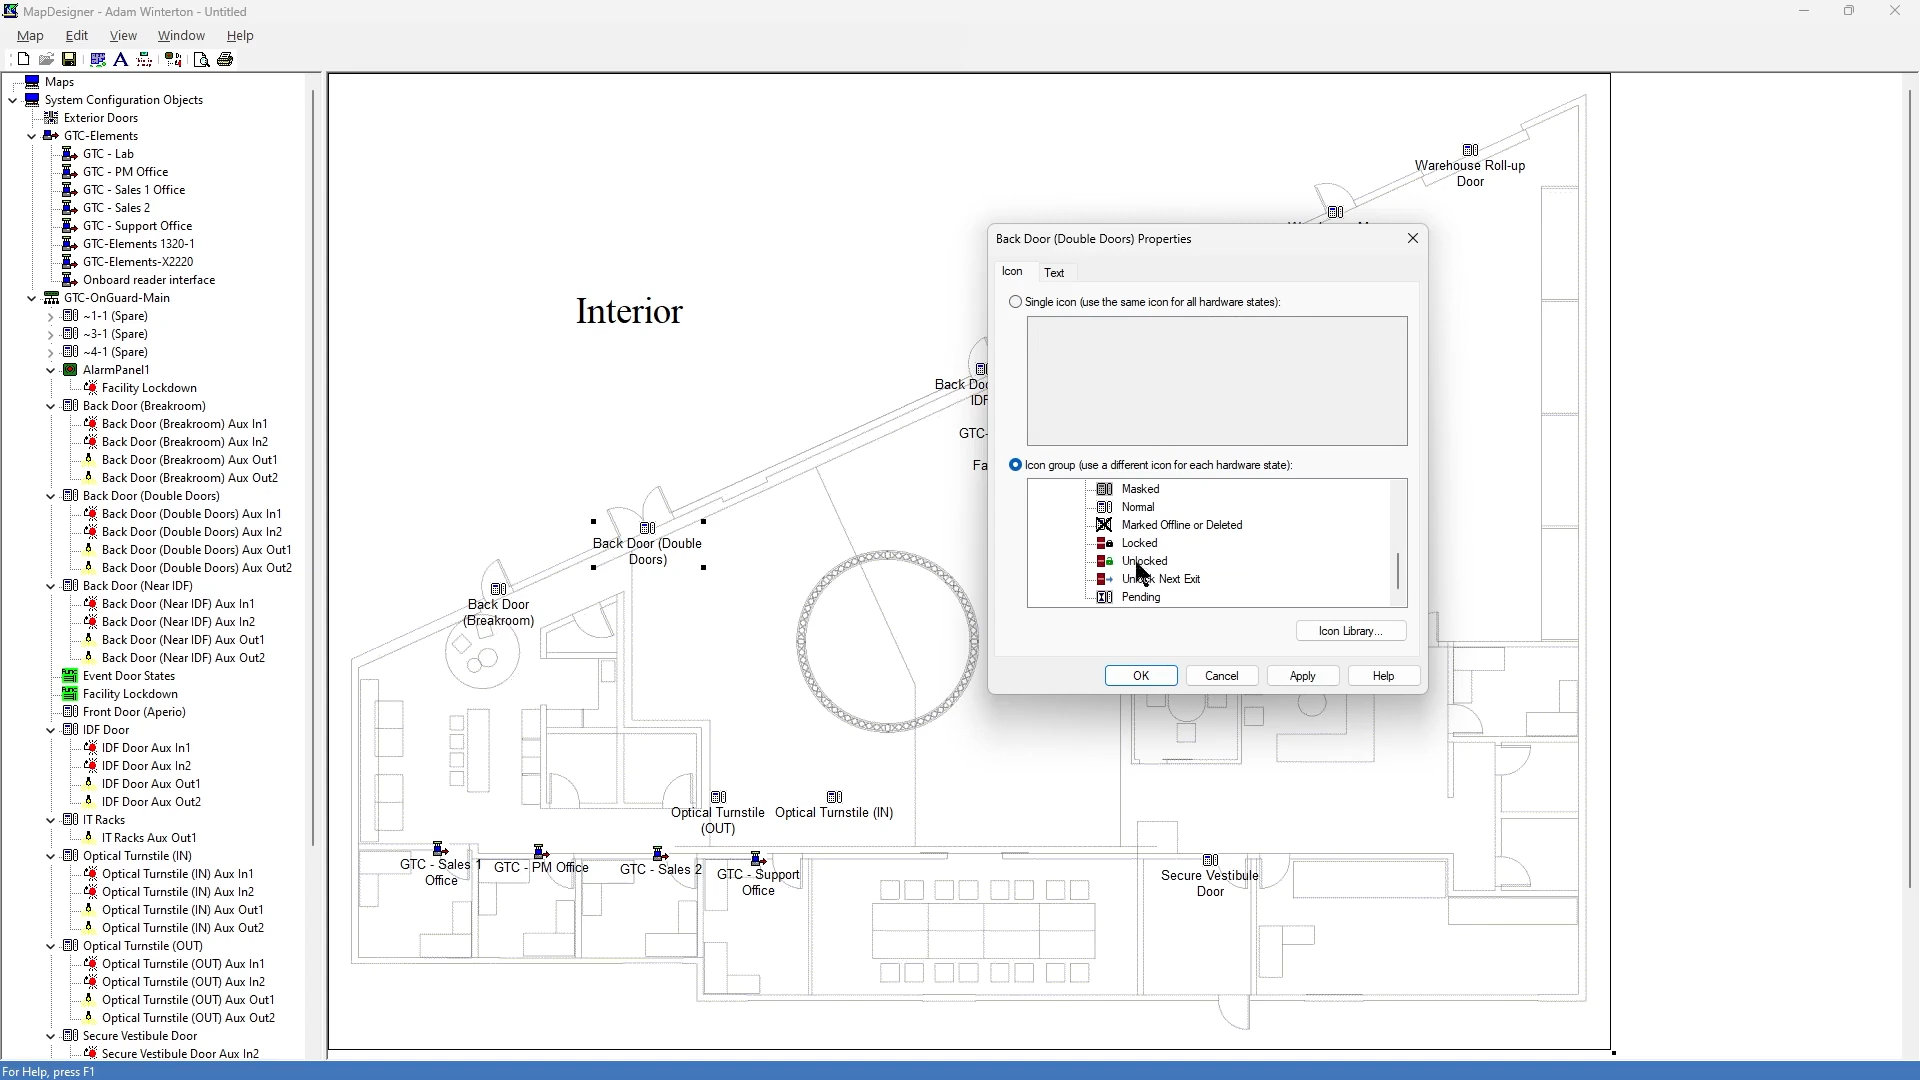 MapDesigner - Adam Winterton - Untitled
Map Edit View Window Help
Maps
System Configuration Objects
Exterior Doors
GTC-Elements
GTC - Lab
GTC - PM Office
GTC - Sales 1 Office
GTC - Sales 2
GTC - Support Office
GTC-Elements 1320-1
GTC-Elements-X2220
Onboard reader interface
GTC-OnGuard-Main
~1-1 (Spare)
~3-1 (Spare)
~4-1 (Spare)
AlarmPanel1
Facility Lockdown
Back Door (Breakroom)
Back Door (Breakroom) Aux In1
Back Door (Breakroom) Aux In2
Back Door (Breakroom) Aux Out1
Back Door (Breakroom) Aux Out2
Back Door (Double Doors)
Back Door (Double Doors) Aux In1
Back Door (Double Doors) Aux In2
Back Door (Double Doors) Aux Out1
Back Door (Double Doors) Aux Out2
Back Door (Near IDF)
Back Door (Near IDF) Aux In1
Back Door (Near IDF) Aux In2
Back Door (Near IDF) Aux Out1
Back Door (Near IDF) Aux Out2
Event Door States
Facility Lockdown
Front Door (Aperio)
IDF Door
IDF Door Aux In1
IDF Door Aux In2
IDF Door Aux Out1
IDF Door Aux Out2
IT Racks
IT Racks Aux Out1
Optical Turnstile (IN)
Optical Turnstile (IN) Aux In1
Optical Turnstile (IN) Aux In2
Optical Turnstile (IN) Aux Out1
Optical Turnstile (IN) Aux Out2
Optical Turnstile (OUT)
Optical Turnstile (OUT) Aux In1
Optical Turnstile (OUT) Aux In2
Optical Turnstile (OUT) Aux Out1
Optical Turnstile (OUT) Aux Out2
Secure Vestibule Door
Secure Vestibule Door Aux In2
Interior
Warehouse Roll-up
Door
Back Doo
IDF
GTC-
Fa
Back Door (Double
Doors)
Back Door
(Breakroom)
Optical Turnstile
(OUT)
Optical Turnstile (IN)
GTC - Sales 1
Office
GTC - PM Office
GTC - Sales 2
GTC - Support
Office
Secure Vestibule
Door
Back Door (Double Doors) Properties
Icon Text
Single icon (use the same icon for all hardware states):
Icon group (use a different icon for each hardware state):
Masked
Normal
Marked Offline or Deleted
Locked
Unlocked
Unlock Next Exit
Pending
Icon Library...
OK Cancel Apply Help
For Help, press F1